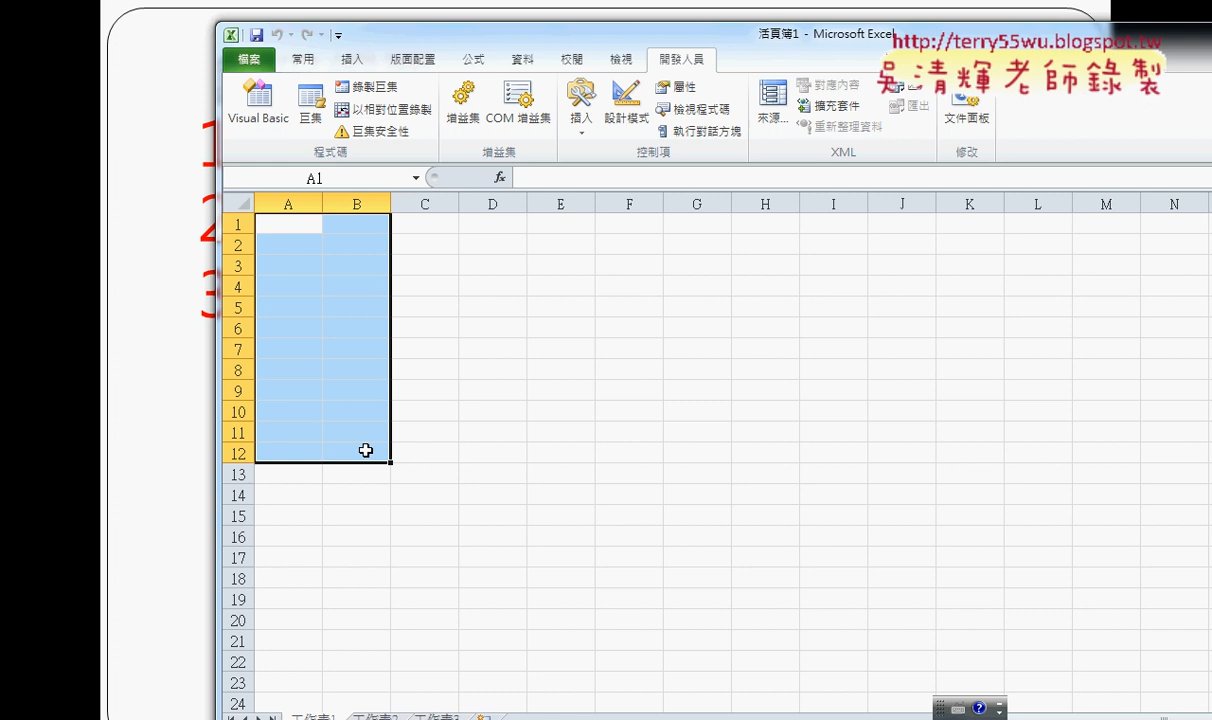 活頁簿1 - Microsoft Excel
http://terry55wu.blogspot.tw
吳清輝老師錄製
檔案 常用 插入 版面配置 公式 資料 校閱 檢視 開發人員
Visual Basic 巨集 錄製巨集 以相對位置錄製 巨集安全性
增益集 COM 增益集
插入 設計模式 屬性 檢視程式碼 執行對話方塊
來源... 對應內容 擴充套件 重新整理資料 匯出
文件面板
程式碼 增益集 控制項 XML 修改
A1 fx
A B C D E F G H I J K L M N
1
2
3
4
5
6
7
8
9
10
11
12
13
14
15
16
17
18
19
20
21
22
23
24
1
2
3
工作表1 工作表2 工作表3